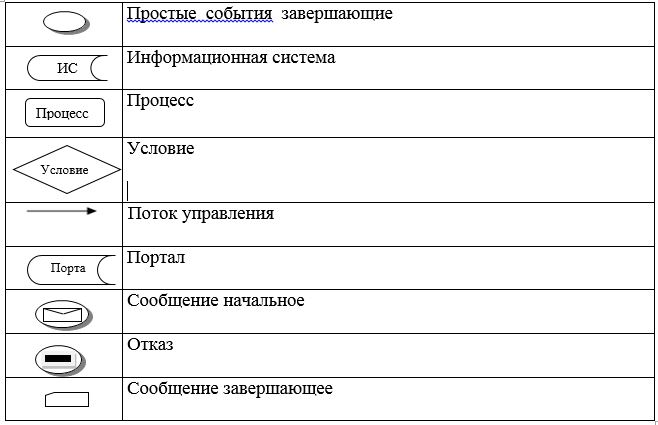 Простые события завершающие
ИС
Информационная система
Процесс
Процесс
Условие
Условие
Поток управления
Порта
Портал
Сообщение начальное
Отказ
Сообщение завершающее